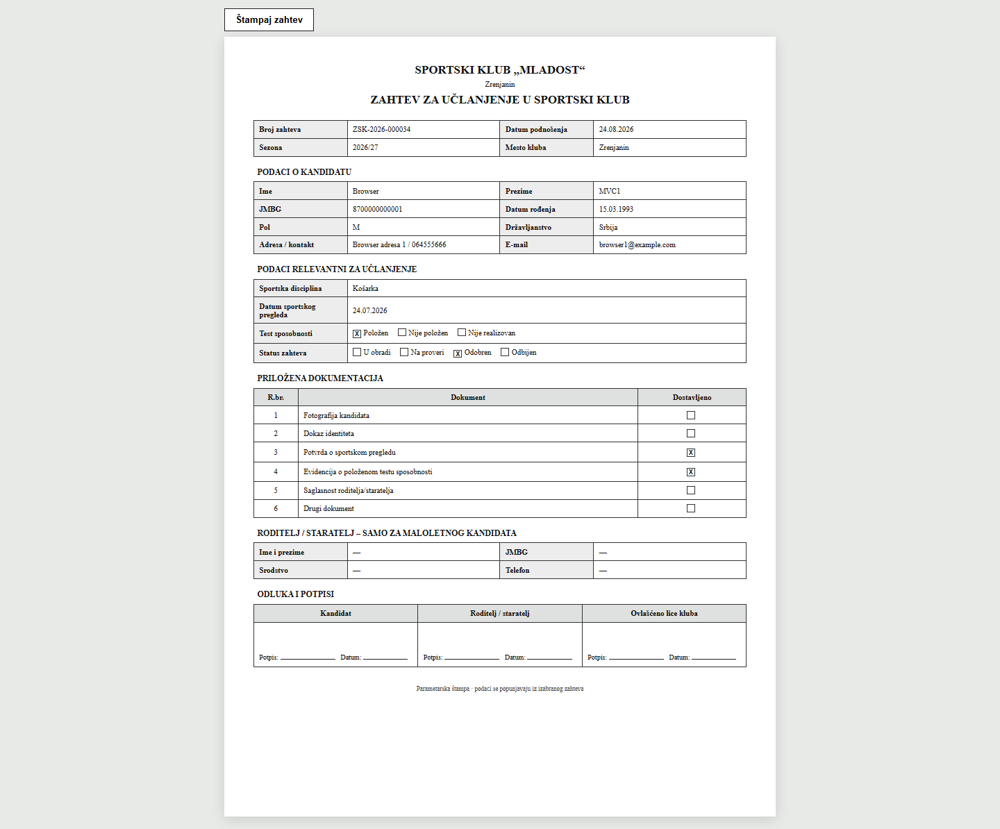 Štampaj zahtev
SPORTSKI KLUB „MLADOST“
Zrenjanin
ZAHTEV ZA UČLANJENJE U SPORTSKI KLUB
Broj zahteva ZSK-2026-000034 Datum podnošenja 24.08.2026
Sezona 2026/27 Mesto kluba Zrenjanin
PODACI O KANDIDATU
Ime Browser Prezime MVC1
JMBG 8700000000001 Datum rođenja 15.03.1993
Pol M Državljanstvo Srbija
Adresa / kontakt Browser adresa 1 / 064555666 E-mail browser1@example.com
PODACI RELEVANTNI ZA UČLANJENJE
Sportska disciplina Košarka
Datum sportskog pregleda 24.07.2026
Test sposobnosti X Položen Nije položen Nije realizovan
Status zahteva U obradi Na proveri X Odobren Odbijen
PRILOŽENA DOKUMENTACIJA
R.br. Dokument Dostavljeno
1 Fotografija kandidata
2 Dokaz identiteta
3 Potvrda o sportskom pregledu X
4 Evidencija o položenom testu sposobnosti X
5 Saglasnost roditelja/staratelja
6 Drugi dokument
RODITELJ / STARATELJ – SAMO ZA MALOLETNOG KANDIDATA
Ime i prezime — JMBG —
Srodstvo — Telefon —
ODLUKA I POTPISI
Kandidat Roditelj / staratelj Ovlašćeno lice kluba
Potpis: Datum: Potpis: Datum: Potpis: Datum:
Parametarska štampa · podaci se popunjavaju iz izabranog zahteva